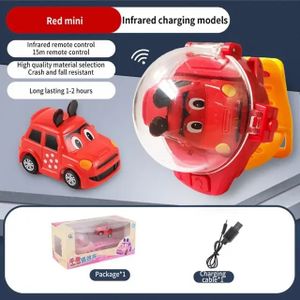 Red mini
Infrared charging models
Infrared remote control
15m remote control
High quality material selection
Crash and fall resistant
Long lasting 1-2 hours
Package*1
Charging
cable*1